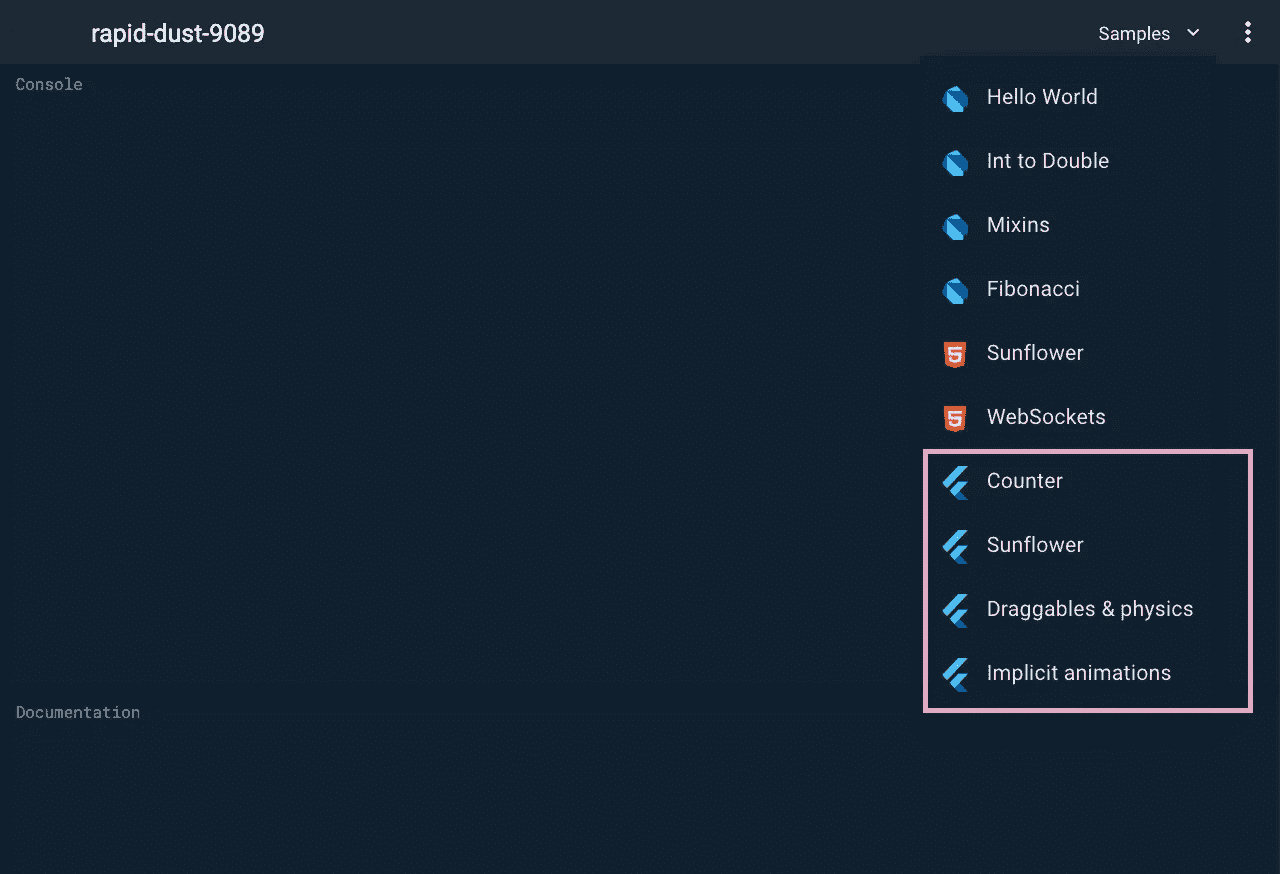 rapid-dust-9089
Samples
Console
Hello World
Int to Double
Mixins
Fibonacci
Sunflower
WebSockets
Counter
Sunflower
Draggables & physics
Implicit animations
Documentation